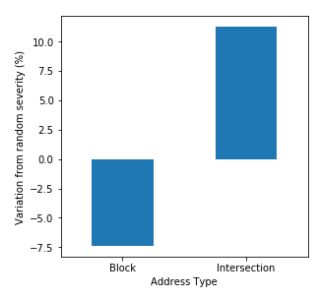 Variation from random severity (%)
10.0
7.5
5.0
2.5
0.0
−2.5
−5.0
−7.5
Block Intersection
Address Type